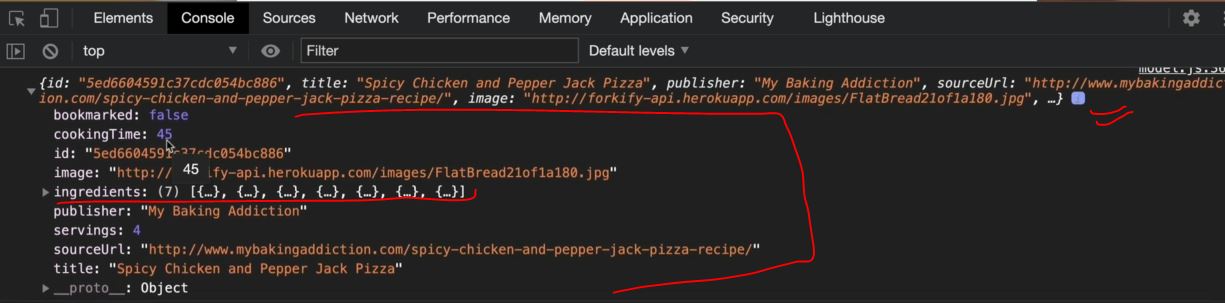 Elements Console Sources Network Performance Memory Application Security Lighthouse
top Filter Default levels ▼
model.js:36
{id: "5ed6604591c37cdc054bc886", title: "Spicy Chicken and Pepper Jack Pizza", publisher: "My Baking Addiction", sourceUrl: "http://www.mybakingaddict
ion.com/spicy-chicken-and-pepper-jack-pizza-recipe/", image: "http://forkify-api.herokuapp.com/images/FlatBread21of1a180.jpg", …}
bookmarked: false
cookingTime: 45
id: "5ed6604591c37cdc054bc886"
image: "http:// ify-api.herokuapp.com/images/FlatBread21of1a180.jpg"
45
ingredients: (7) [{…}, {…}, {…}, {…}, {…}, {…}, {…}]
publisher: "My Baking Addiction"
servings: 4
sourceUrl: "http://www.mybakingaddiction.com/spicy-chicken-and-pepper-jack-pizza-recipe/"
title: "Spicy Chicken and Pepper Jack Pizza"
__proto__: Object